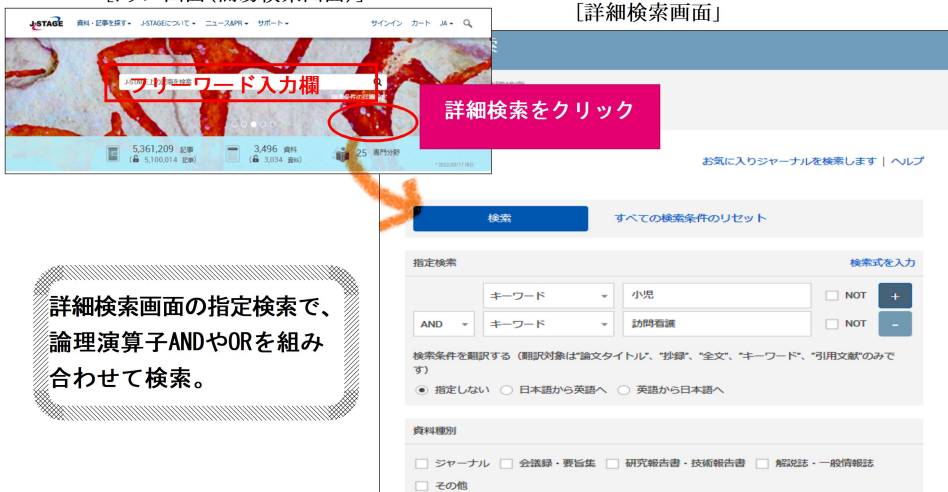 [詳細検索画面」
J-STAGE 資料・記事を探す J-STAGEについて ニュース&PR サポート サインイン カート JA
J-STAGE上の記事を検索
フリーワード入力欄
詳細検索をクリック
5,361,209 記事
(5,100,014 記事)
3,496 資料
(3,034 資料)
25 専門分野
お気に入りジャーナルを検索します | ヘルプ
検索 すべての検索条件のリセット
指定検索 検索式を入力
キーワード 小児 NOT +
AND キーワード 訪問看護 NOT −
検索条件を翻訳する（翻訳対象は"論文タイトル"、"抄録"、"全文"、"キーワード"、"引用文献"のみで
す）
指定しない 日本語から英語へ 英語から日本語へ
資料種別
ジャーナル 会議録・要旨集 研究報告書・技術報告書 解説誌・一般情報誌
その他
詳細検索画面の指定検索で、
論理演算子ANDやORを組み
合わせて検索。